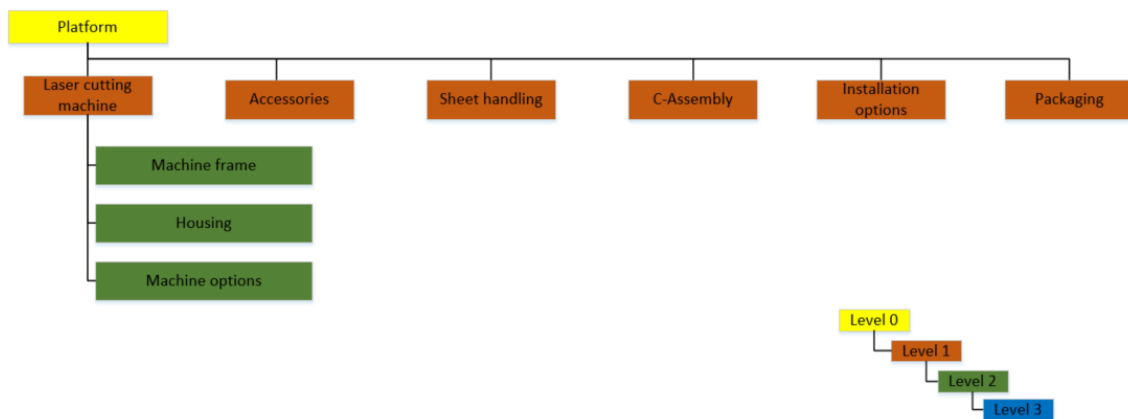 Platform
Laser cutting
machine
Accessories
Sheet handling
C-Assembly
Installation
options
Packaging
Machine frame
Housing
Machine options
Level 0
Level 1
Level 2
Level 3